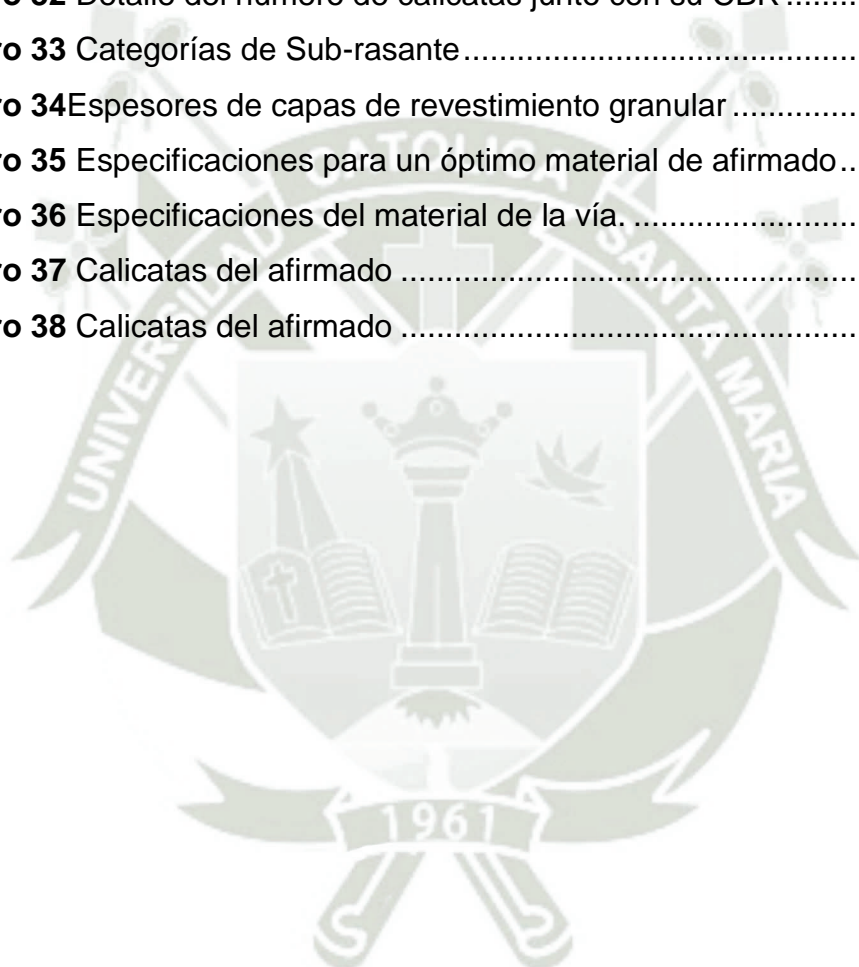 ro 32 Detalle del número de calicatas junto con su CBR ........
ro 33 Categorías de Sub-rasante...........................................
ro 34Espesores de capas de revestimiento granular ..............
ro 35 Especificaciones para un óptimo material de afirmado..
ro 36 Especificaciones del material de la vía. ........................
ro 37 Calicatas del afirmado ..................................................
ro 38 Calicatas del afirmado ..................................................
UNIVERSIDAD CATOLICA SANTA MARIA
1961